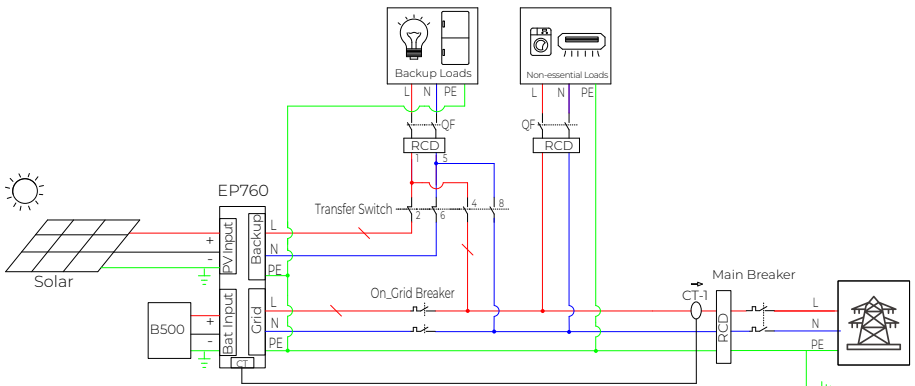 Backup Loads
Non-essential Loads
L N PE
L N PE
QF
QF
RCD
RCD
1 5
EP760
Transfer Switch
2 6 4 8
PV Input
Backup
L
+
N
-
PE
Solar
Main Breaker
CT-1
On_Grid Breaker
B500
Bat Input
Grid
L
L
+
N
N
-
PE
PE
RCD
CT